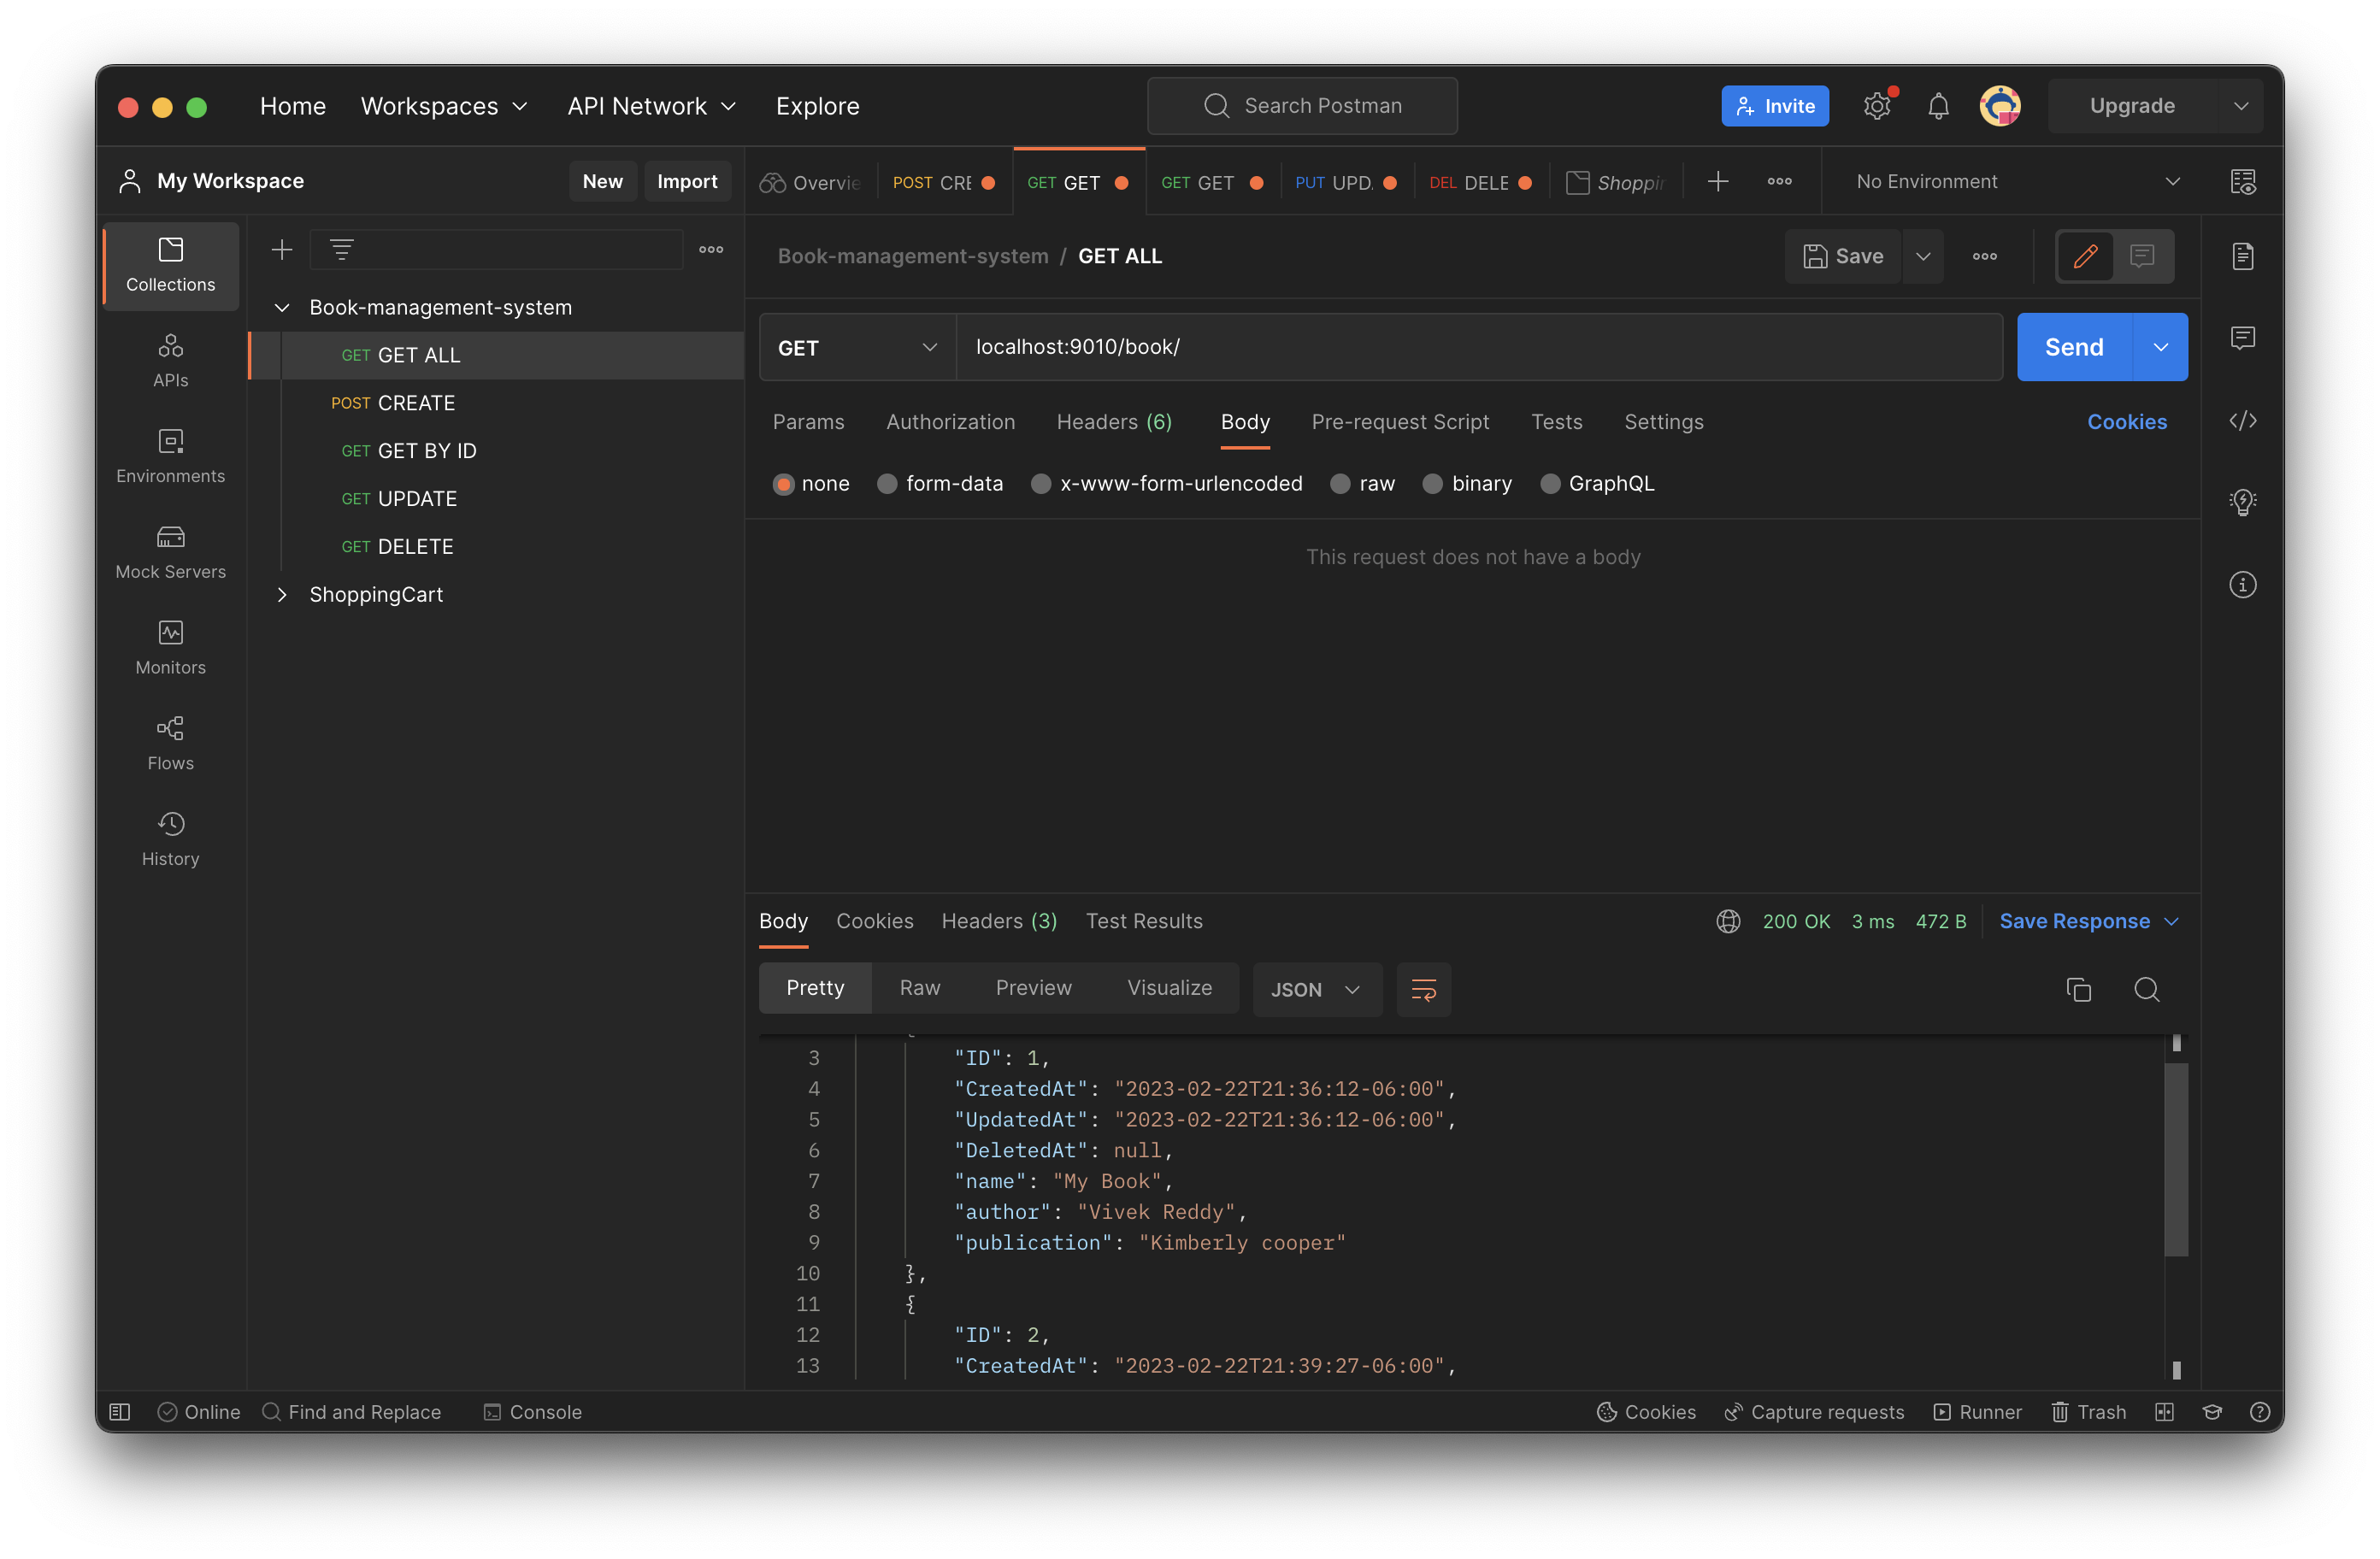 Home Workspaces API Network Explore Search Postman Invite Upgrade
My Workspace New Import Overvie POST CRE GET GET GET GET PUT UPD. DEL DELE Shoppin No Environment
Collections
APIs
Environments
Mock Servers
Monitors
Flows
History
Book-management-system
GET GET ALL
POST CREATE
GET GET BY ID
GET UPDATE
GET DELETE
ShoppingCart
Book-management-system / GET ALL Save
GET localhost:9010/book/ Send
Params Authorization Headers (6) Body Pre-request Script Tests Settings Cookies
none form-data x-www-form-urlencoded raw binary GraphQL
This request does not have a body
Body Cookies Headers (3) Test Results 200 OK 3 ms 472 B Save Response
Pretty Raw Preview Visualize JSON
3 "ID": 1,
4 "CreatedAt": "2023-02-22T21:36:12-06:00",
5 "UpdatedAt": "2023-02-22T21:36:12-06:00",
6 "DeletedAt": null,
7 "name": "My Book",
8 "author": "Vivek Reddy",
9 "publication": "Kimberly cooper"
10 },
11 {
12 "ID": 2,
13 "CreatedAt": "2023-02-22T21:39:27-06:00",
Online Find and Replace Console Cookies Capture requests Runner Trash